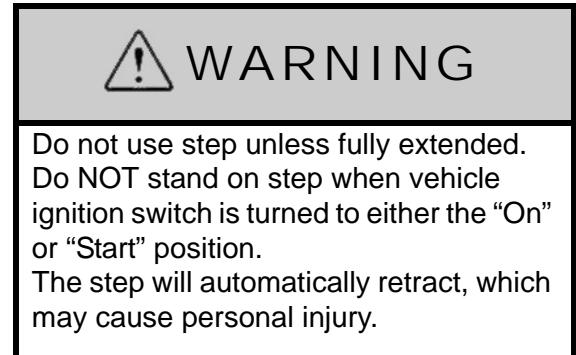 WARNING
Do not use step unless fully extended.
Do NOT stand on step when vehicle
ignition switch is turned to either the “On”
or “Start” position.
The step will automatically retract, which
may cause personal injury.